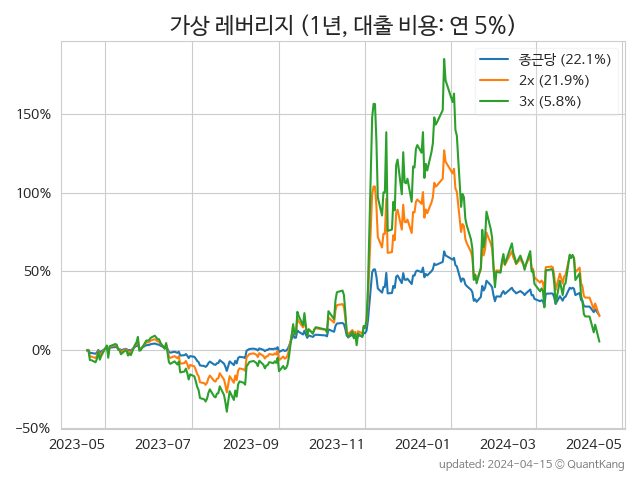 가상 레버리지 (1년, 대출 비용: 연 5%)
종근당 (22.1%)
2x (21.9%)
3x (5.8%)
150%
100%
50%
0%
−50%
2023-05 2023-07 2023-09 2023-11 2024-01 2024-03 2024-05
updated: 2024-04-15 © QuantKang